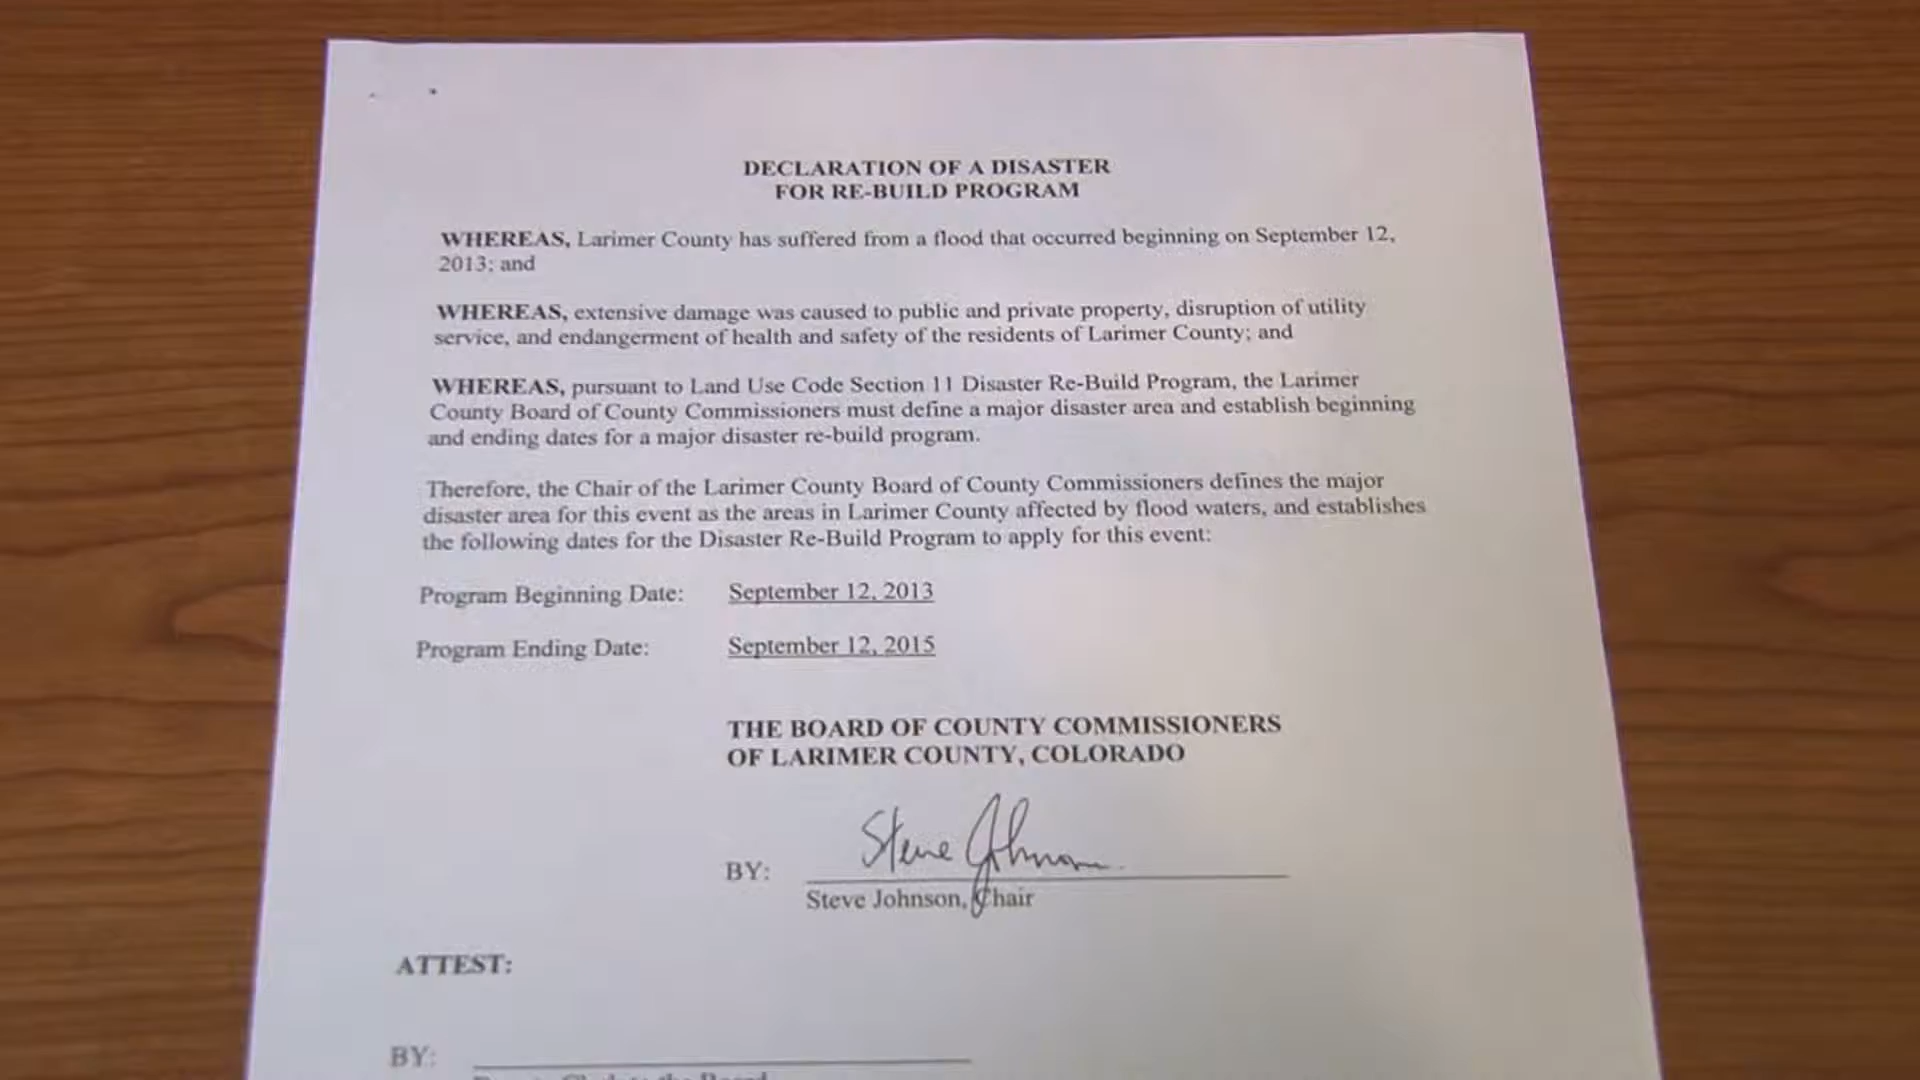 DECLARATION OF A DISASTER
FOR RE-BUILD PROGRAM
WHEREAS, Larimer County has suffered from a flood that occurred beginning on September 12,
2013; and
WHEREAS, extensive damage was caused to public and private property, disruption of utility
service, and endangerment of health and safety of the residents of Larimer County; and
WHEREAS, pursuant to Land Use Code Section 11 Disaster Re-Build Program, the Larimer
County Board of County Commissioners must define a major disaster area and establish beginning
and ending dates for a major disaster re-build program.
Therefore, the Chair of the Larimer County Board of County Commissioners defines the major
disaster area for this event as the areas in Larimer County affected by flood waters, and establishes
the following dates for the Disaster Re-Build Program to apply for this event:
Program Beginning Date: September 12, 2013
Program Ending Date: September 12, 2015
THE BOARD OF COUNTY COMMISSIONERS
OF LARIMER COUNTY, COLORADO
Steve Johnson
BY:
Steve Johnson, Chair
ATTEST:
BY: